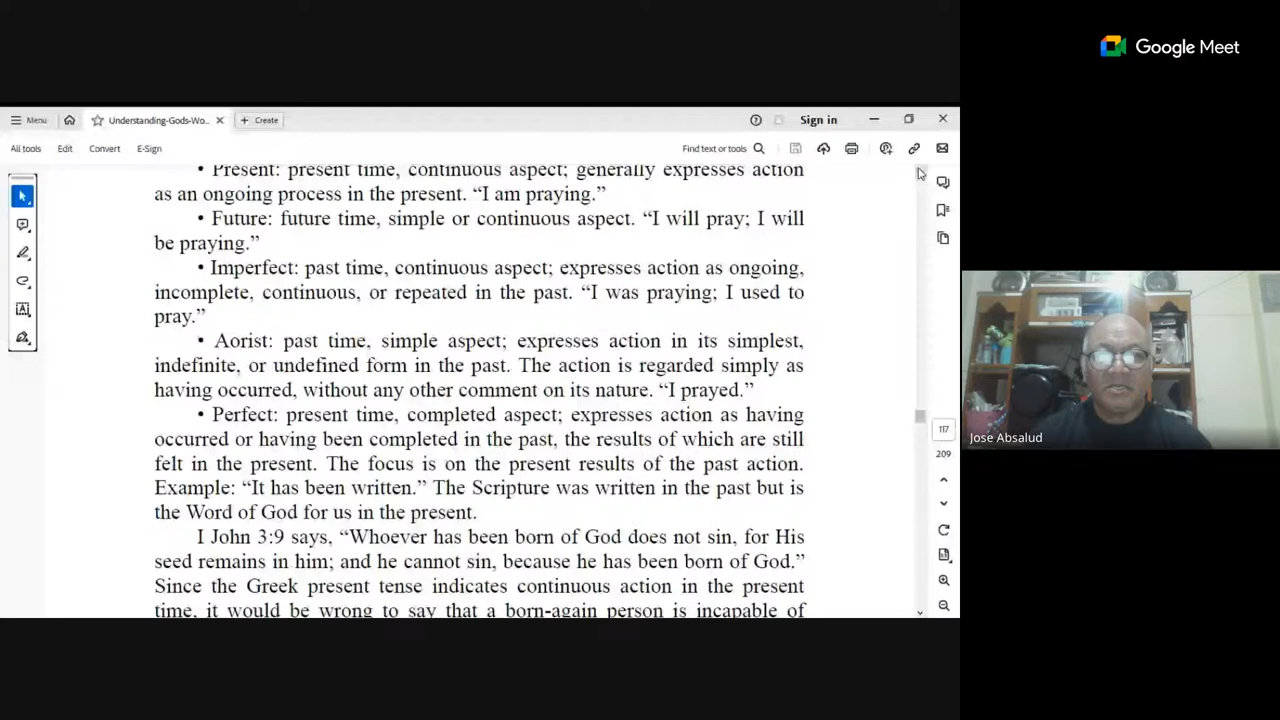 Google Meet
Menu
Understanding-Gods-Wo...
Create
Sign in
All tools
Edit
Convert
E-Sign
Find text or tools
• Present: present time, continuous aspect; generally expresses action
as an ongoing process in the present. “I am praying.”
• Future: future time, simple or continuous aspect. “I will pray; I will
be praying.”
• Imperfect: past time, continuous aspect; expresses action as ongoing,
incomplete, continuous, or repeated in the past. “I was praying; I used to
pray.”
• Aorist: past time, simple aspect; expresses action in its simplest,
indefinite, or undefined form in the past. The action is regarded simply as
having occurred, without any other comment on its nature. “I prayed.”
• Perfect: present time, completed aspect; expresses action as having
occurred or having been completed in the past, the results of which are still
felt in the present. The focus is on the present results of the past action.
Example: “It has been written.” The Scripture was written in the past but is
the Word of God for us in the present.
I John 3:9 says, “Whoever has been born of God does not sin, for His
seed remains in him; and he cannot sin, because he has been born of God.”
Since the Greek present tense indicates continuous action in the present
time, it would be wrong to say that a born-again person is incapable of
117
209
Jose Absalud